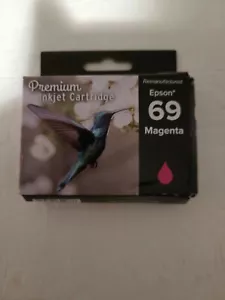 Premium
Inkjet Cartridge
Remanufactured
Epson®
69
Magenta